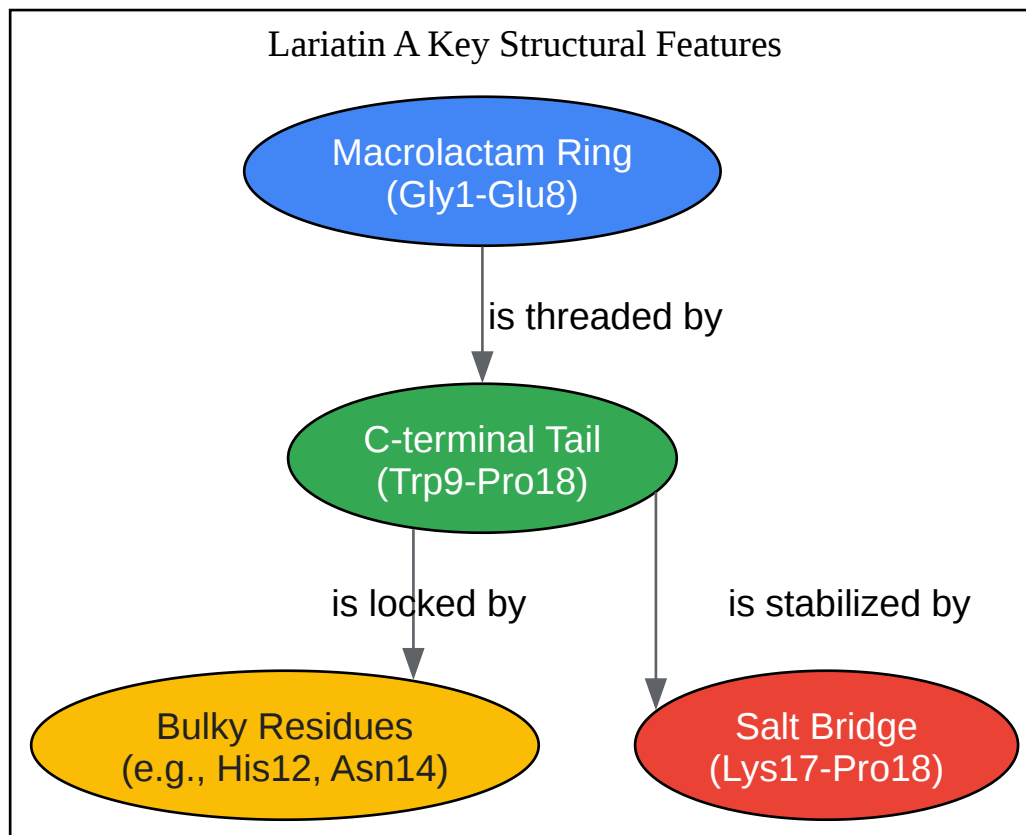 Lariatin A Key Structural Features
Macrolactam Ring
(Gly1-Glu8)
is threaded by
C-terminal Tail
(Trp9-Pro18)
is locked by
is stabilized by
Bulky Residues
(e.g., His12, Asn14)
Salt Bridge
(Lys17-Pro18)